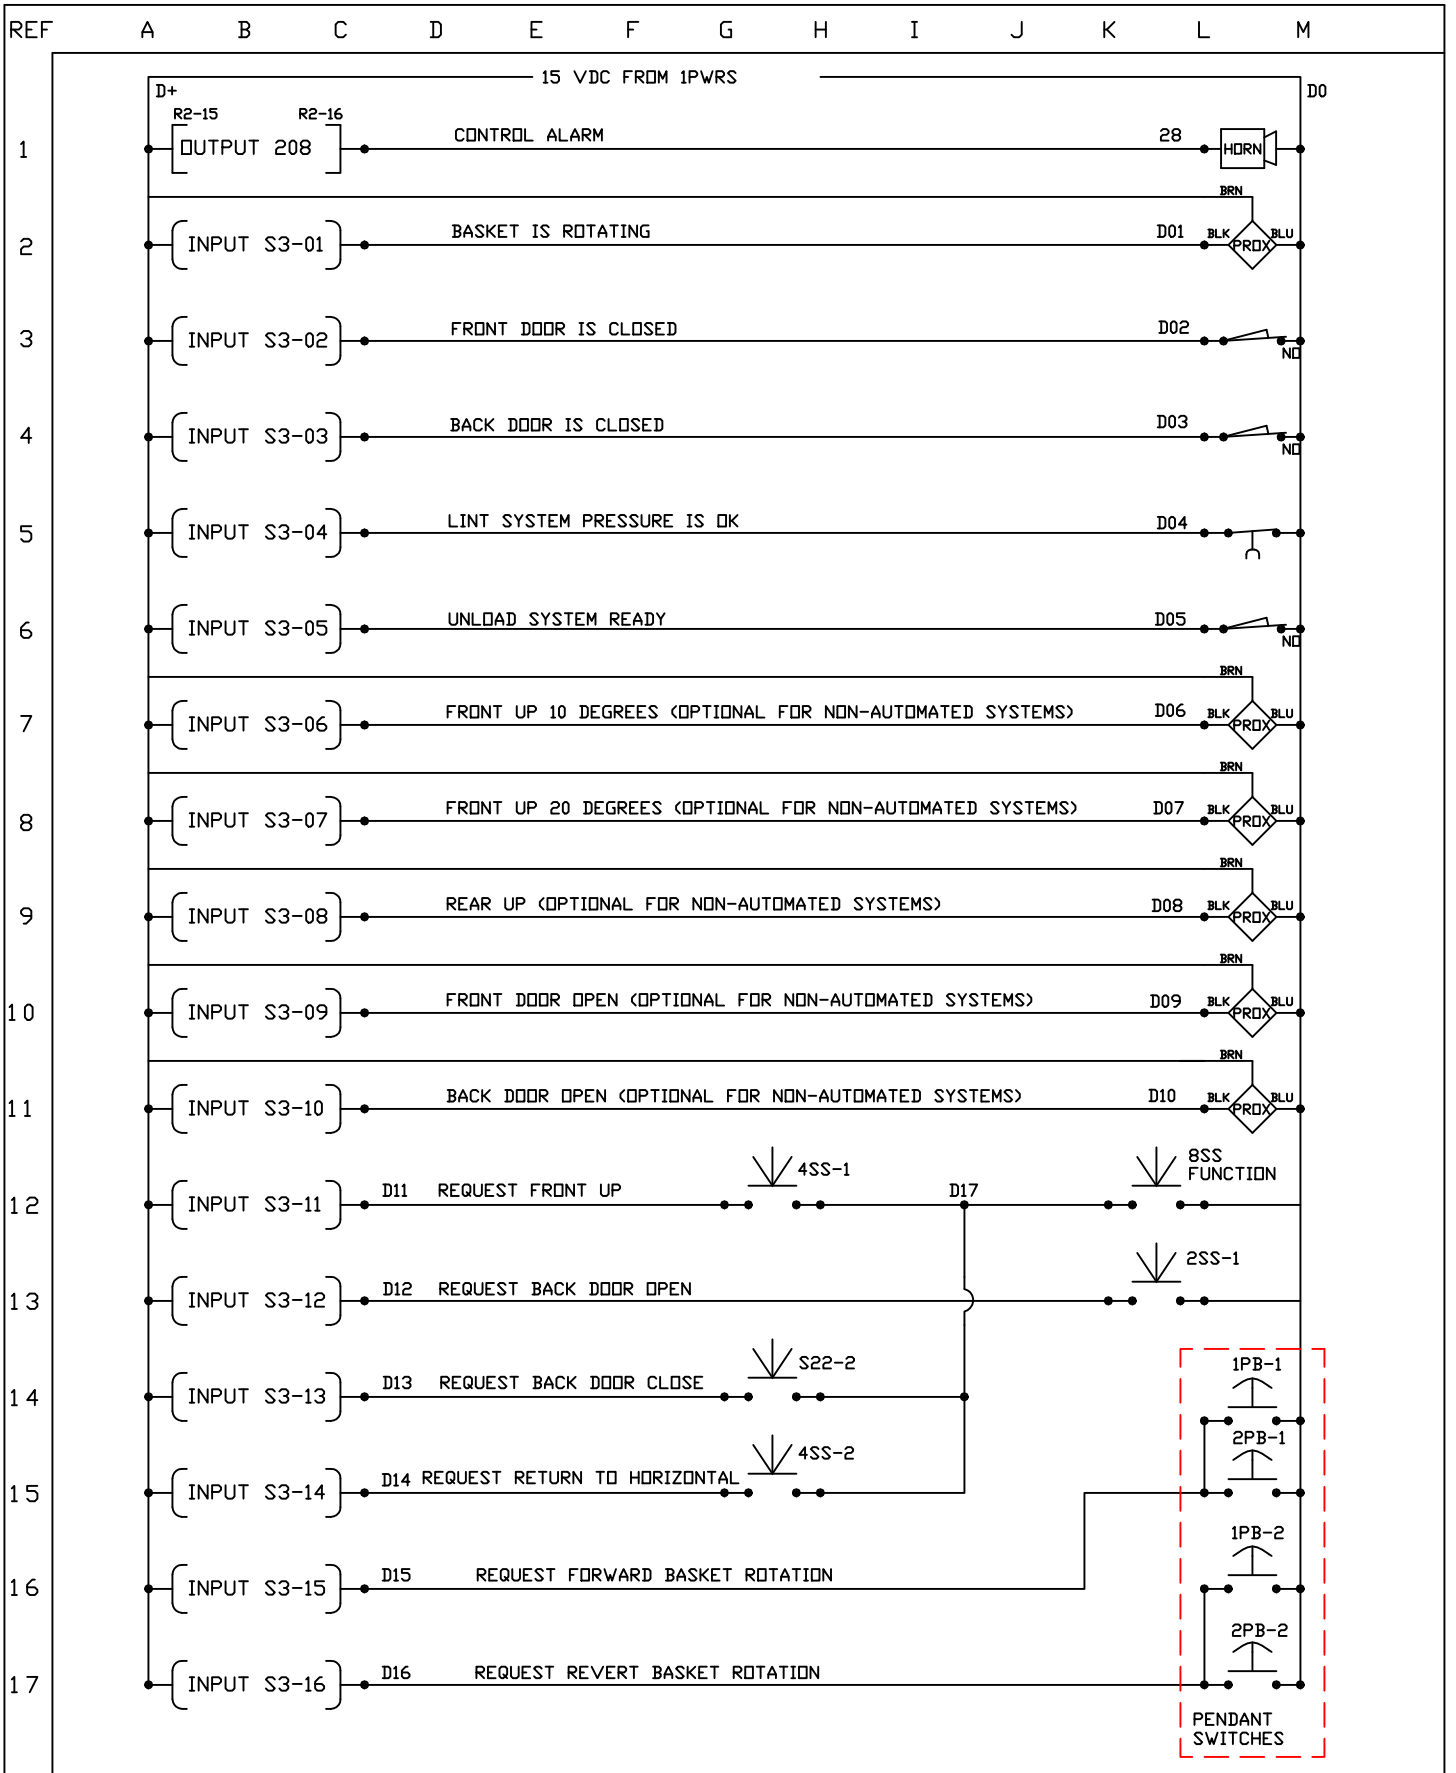 REF A B C D E F G H I J K L M
15 VDC FROM 1PWRS
D+ D0
R2-15 R2-16
1 OUTPUT 208 CONTROL ALARM 28 HORN
BRN
2 INPUT S3-01 BASKET IS ROTATING D01 BLK PROX BLU
3 INPUT S3-02 FRONT DOOR IS CLOSED D02 NO
4 INPUT S3-03 BACK DOOR IS CLOSED D03 NO
5 INPUT S3-04 LINT SYSTEM PRESSURE IS OK D04
6 INPUT S3-05 UNLOAD SYSTEM READY D05 NO
BRN
7 INPUT S3-06 FRONT UP 10 DEGREES (OPTIONAL FOR NON-AUTOMATED SYSTEMS) D06 BLK PROX BLU
BRN
8 INPUT S3-07 FRONT UP 20 DEGREES (OPTIONAL FOR NON-AUTOMATED SYSTEMS) D07 BLK PROX BLU
BRN
9 INPUT S3-08 REAR UP (OPTIONAL FOR NON-AUTOMATED SYSTEMS) D08 BLK PROX BLU
BRN
10 INPUT S3-09 FRONT DOOR OPEN (OPTIONAL FOR NON-AUTOMATED SYSTEMS) D09 BLK PROX BLU
BRN
11 INPUT S3-10 BACK DOOR OPEN (OPTIONAL FOR NON-AUTOMATED SYSTEMS) D10 BLK PROX BLU
4SS-1 8SS
FUNCTION
12 INPUT S3-11 D11 REQUEST FRONT UP D17
2SS-1
13 INPUT S3-12 D12 REQUEST BACK DOOR OPEN
S22-2 1PB-1
14 INPUT S3-13 D13 REQUEST BACK DOOR CLOSE
4SS-2 2PB-1
15 INPUT S3-14 D14 REQUEST RETURN TO HORIZONTAL
1PB-2
16 INPUT S3-15 D15 REQUEST FORWARD BASKET ROTATION
2PB-2
17 INPUT S3-16 D16 REQUEST REVERT BASKET ROTATION
PENDANT
SWITCHES